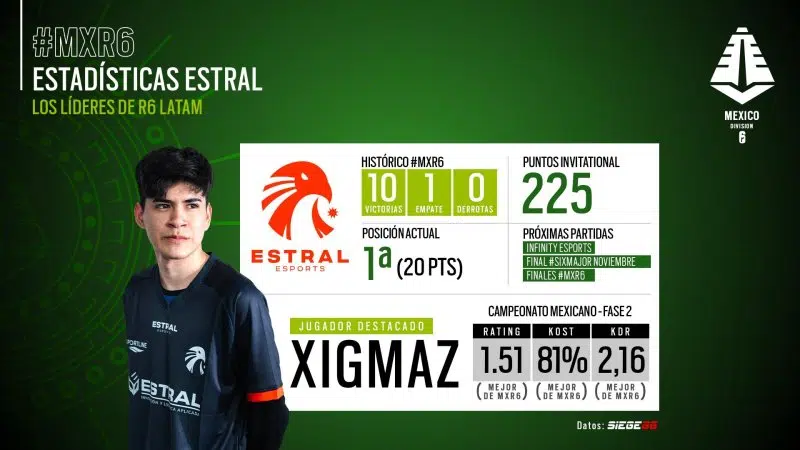 #MXR6
ESTADÍSTICAS ESTRAL
LOS LÍDERES DE R6 LATAM
MEXICO
DIVISION
6
HISTÓRICO #MXR6
10 1 0
VICTORIAS EMPATE DERROTAS
PUNTOS INVITATIONAL
225
ESTRAL
ESPORTS
POSICIÓN ACTUAL
1ª (20 PTS)
PRÓXIMAS PARTIDAS
INFINITY ESPORTS
FINAL #SIXMAJOR NOVIEMBRE
FINALES #MXR6
JUGADOR DESTACADO
XIGMAZ
CAMPEONATO MEXICANO - FASE 2
RATING KOST KDR
1.51 81% 2,16
(MEJOR DE MXR6) (MEJOR DE MXR6) (MEJOR DE MXR6)
ESTRAL
ESPORTS
ESTRAL
Datos: SIEGEGG